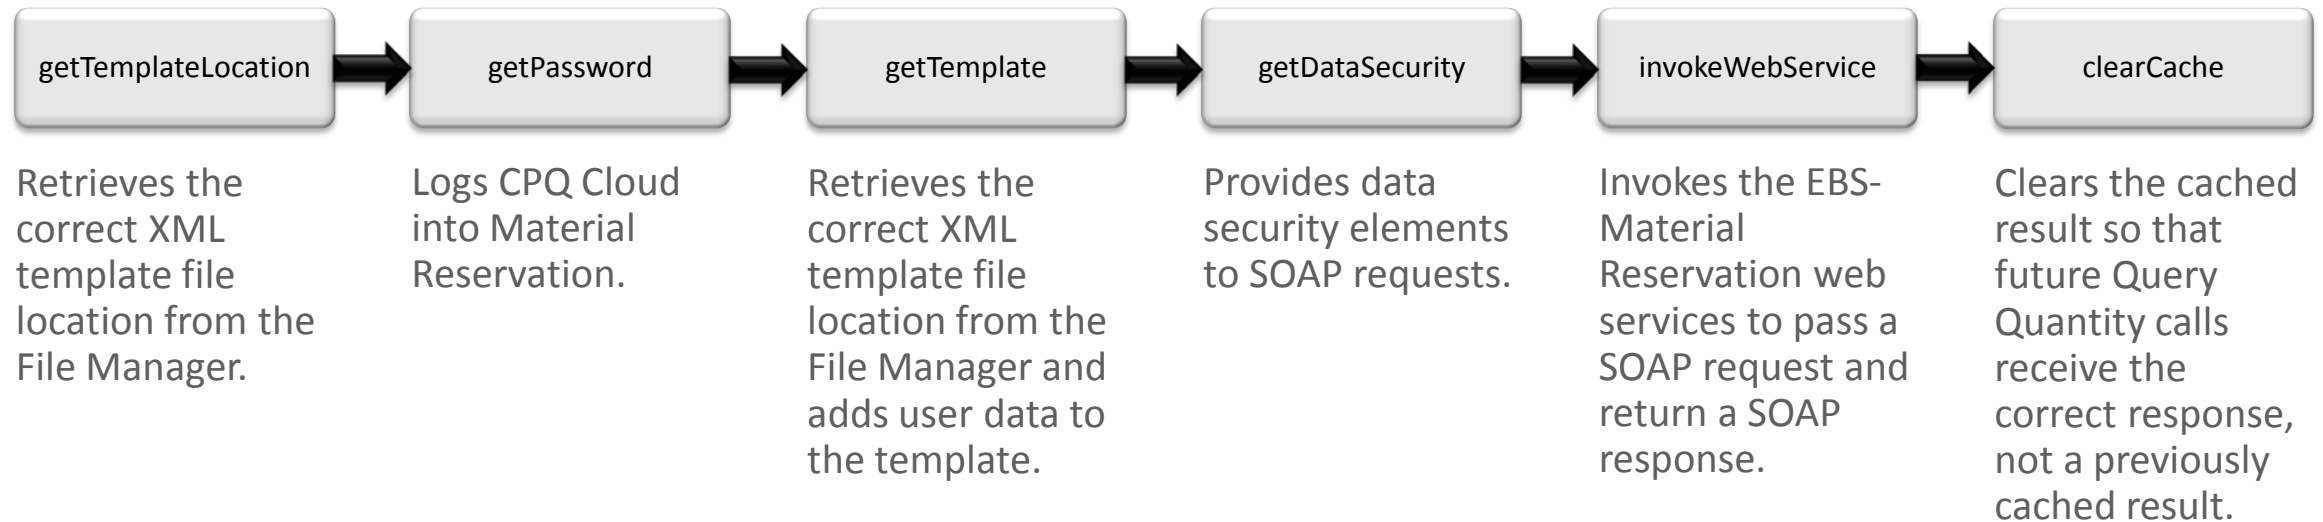 getTemplateLocation
getPassword
getTemplate
getDataSecurity
invokeWebService
clearCache
Retrieves the
correct XML
template file
location from the
File Manager.
Logs CPQ Cloud
into Material
Reservation.
Retrieves the
correct XML
template file
location from the
File Manager and
adds user data to
the template.
Provides data
security elements
to SOAP requests.
Invokes the EBS-
Material
Reservation web
services to pass a
SOAP request and
return a SOAP
response.
Clears the cached
result so that
future Query
Quantity calls
receive the
correct response,
not a previously
cached result.